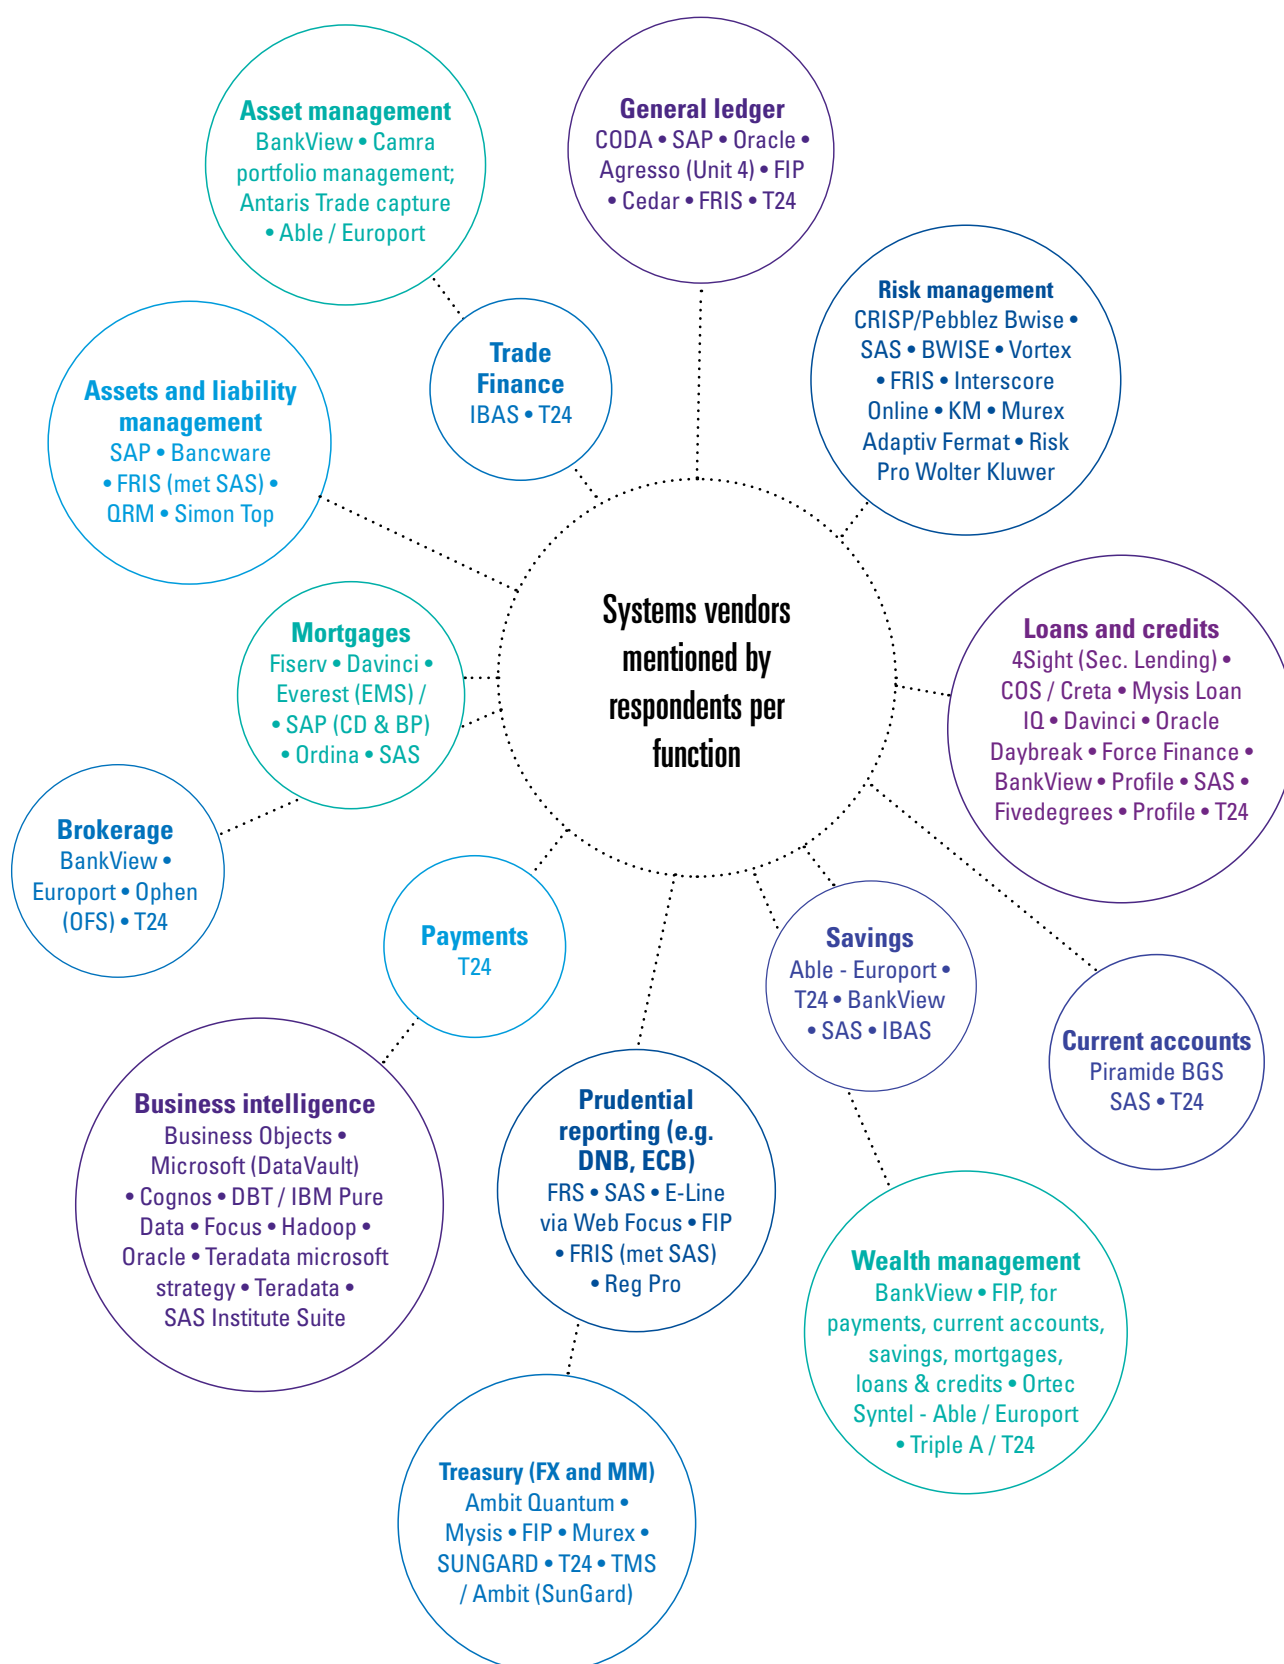 Asset management
BankView • Camra
portfolio management;
Antaris Trade capture
• Able / Europort
General ledger
CODA • SAP • Oracle •
Agresso (Unit 4) • FIP
• Cedar • FRIS • T24
Risk management
CRISP/Pebblez Bwise •
SAS • BWISE • Vortex
• FRIS • Interscore
Online • KM • Murex
Adaptiv Fermat • Risk
Pro Wolter Kluwer
Trade
Finance
IBAS • T24
Assets and liability
management
SAP • Bancware
• FRIS (met SAS) •
QRM • Simon Top
Systems vendors
mentioned by
respondents per
function
Mortgages
Fiserv • Davinci •
Everest (EMS) /
• SAP (CD & BP)
• Ordina • SAS
Loans and credits
4Sight (Sec. Lending) •
COS / Creta • Mysis Loan
IQ • Davinci • Oracle
Daybreak • Force Finance •
BankView • Profile • SAS •
Fivedegrees • Profile • T24
Brokerage
BankView •
Europort • Ophen
(OFS) • T24
Payments
T24
Savings
Able - Europort •
T24 • BankView
• SAS • IBAS
Current accounts
Piramide BGS
SAS • T24
Business intelligence
Business Objects •
Microsoft (DataVault)
• Cognos • DBT / IBM Pure
Data • Focus • Hadoop •
Oracle • Teradata microsoft
strategy • Teradata •
SAS Institute Suite
Prudential
reporting (e.g.
DNB, ECB)
FRS • SAS • E-Line
via Web Focus • FIP
• FRIS (met SAS)
• Reg Pro
Wealth management
BankView • FIP, for
payments, current accounts,
savings, mortgages,
loans & credits • Ortec
Syntel - Able / Europort
• Triple A / T24
Treasury (FX and MM)
Ambit Quantum •
Mysis • FIP • Murex •
SUNGARD • T24 • TMS
/ Ambit (SunGard)